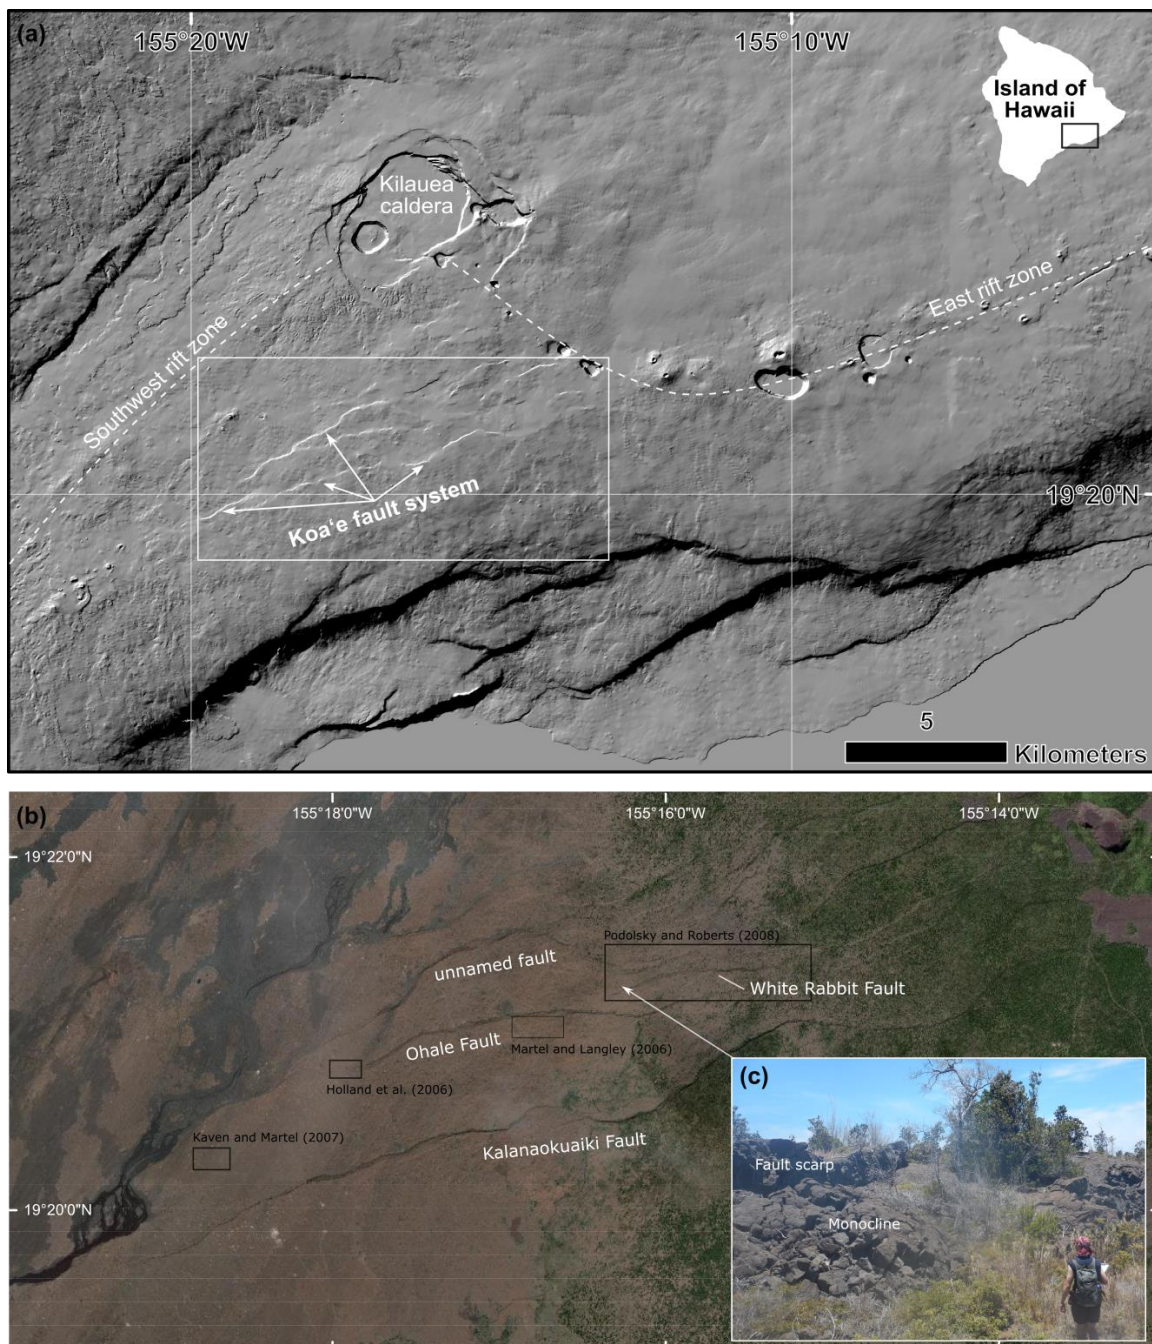 (a)
155°20'W
155°10'W
Island of
Hawaii
Kilauea
caldera
Southwest rift zone
East rift zone
Koa‘e fault system
19°20'N
5
Kilometers
(b)
155°18'0"W
155°16'0"W
155°14'0"W
19°22'0"N
Podolsky and Roberts (2008)
unnamed fault
White Rabbit Fault
Ohale Fault
Martel and Langley (2006)
Holland et al. (2006)
Kaven and Martel (2007)
Kalanaokuaiki Fault
19°20'0"N
(c)
Fault scarp
Monocline